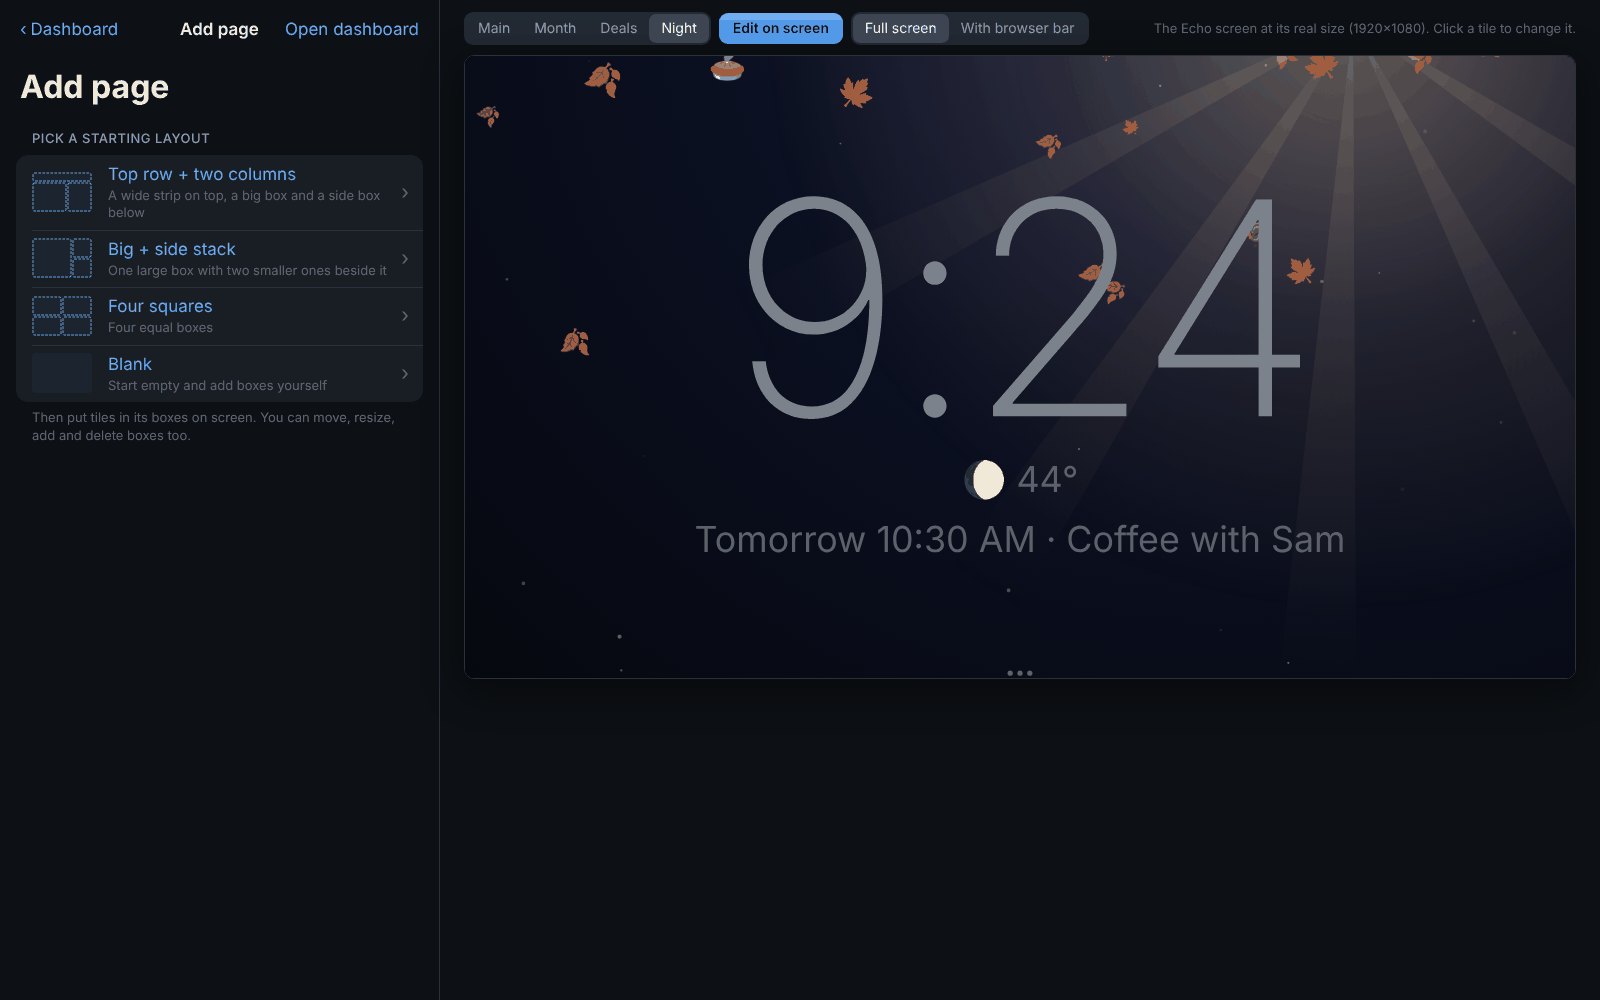 ‹ Dashboard
Add page
Open dashboard
Add page
PICK A STARTING LAYOUT
Top row + two columns
A wide strip on top, a big box and a side box
below
Big + side stack
One large box with two smaller ones beside it
Four squares
Four equal boxes
Blank
Start empty and add boxes yourself
Then put tiles in its boxes on screen. You can move, resize,
add and delete boxes too.
Main
Month
Deals
Night
Edit on screen
Full screen
With browser bar
The Echo screen at its real size (1920×1080). Click a tile to change it.
9:24
44°
Tomorrow 10:30 AM · Coffee with Sam